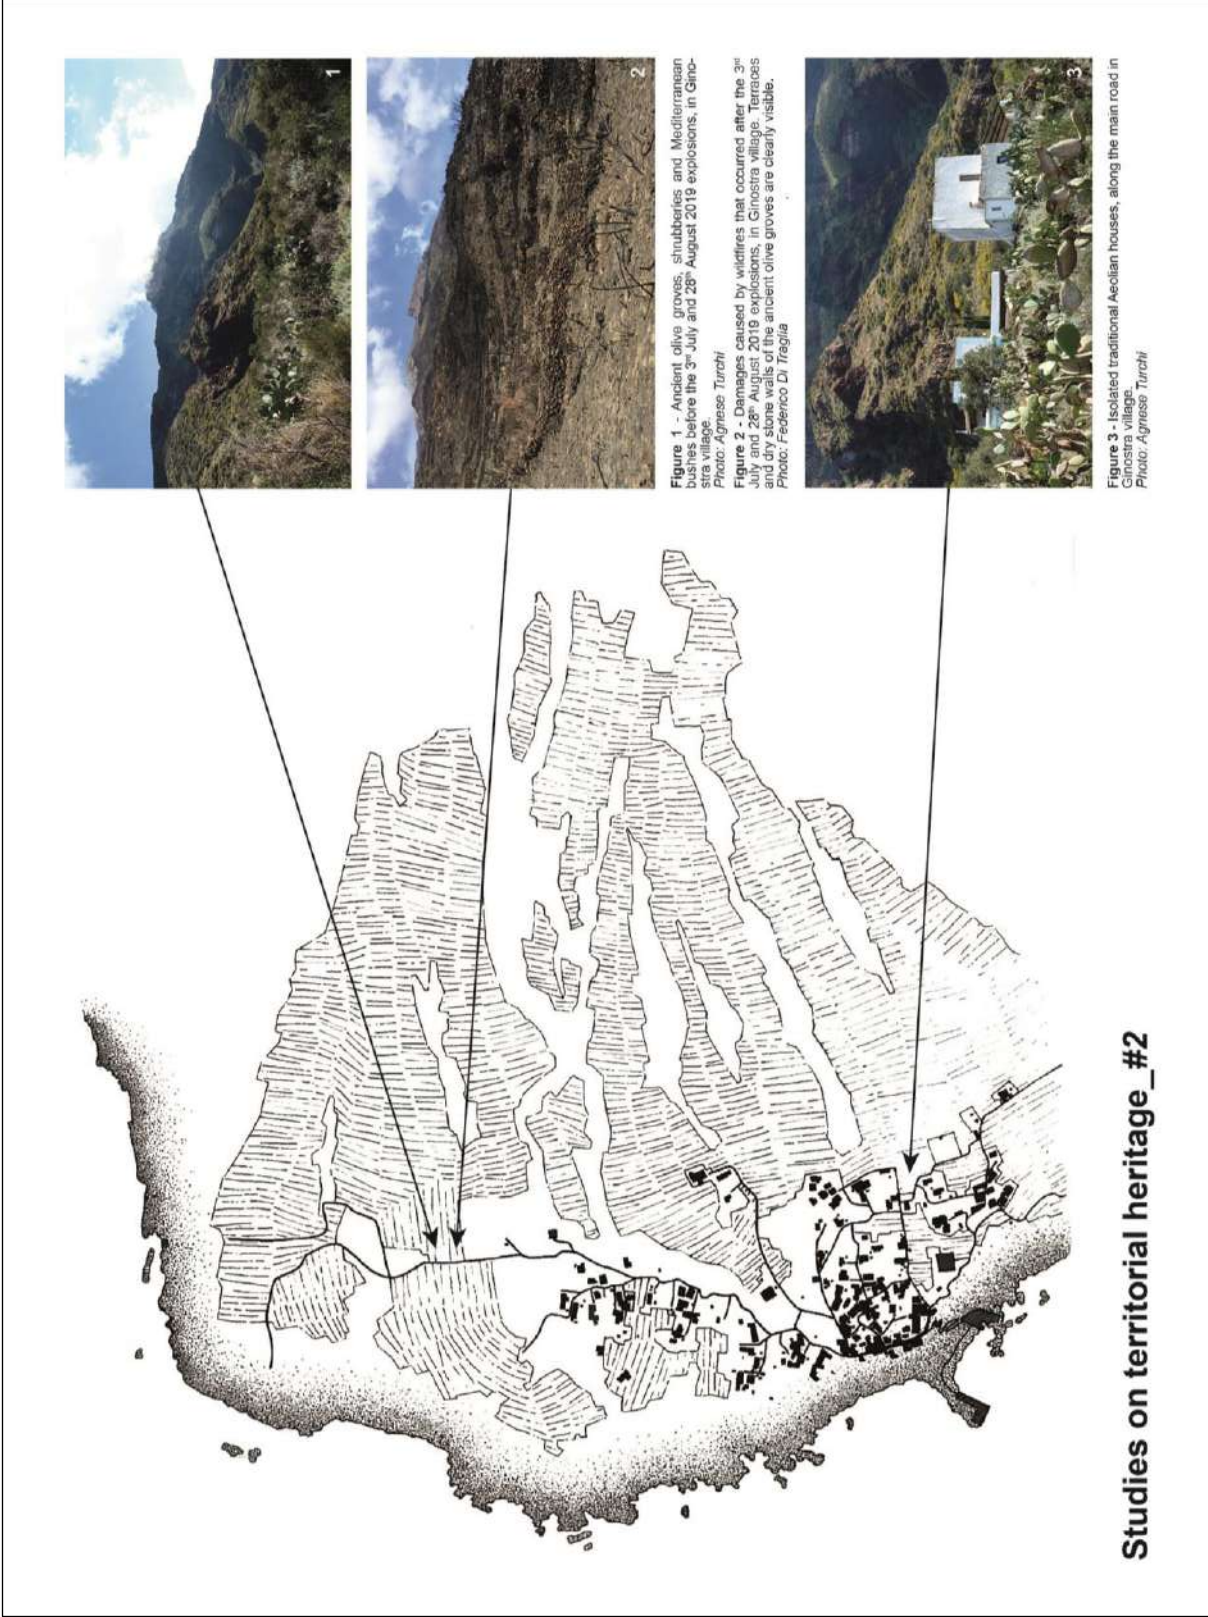 1
2
Figure 1 - Ancient olive groves, shrubberies and Mediterranean
bushes before the 3rd July and 28th August 2019 explosions, in Gino-
stra village.
Photo: Agnese Turchi
Figure 2 - Damages caused by wildfires that occurred after the 3rd
July and 28th August 2019 explosions, in Ginostra village. Terraces
and dry stone walls of the ancient olive groves are clearly visible.
Photo: Federico Di Traglia
3
Figure 3 - Isolated traditional Aeolian houses, along the main road in
Ginostra village.
Photo: Agnese Turchi
Studies on territorial heritage_#2